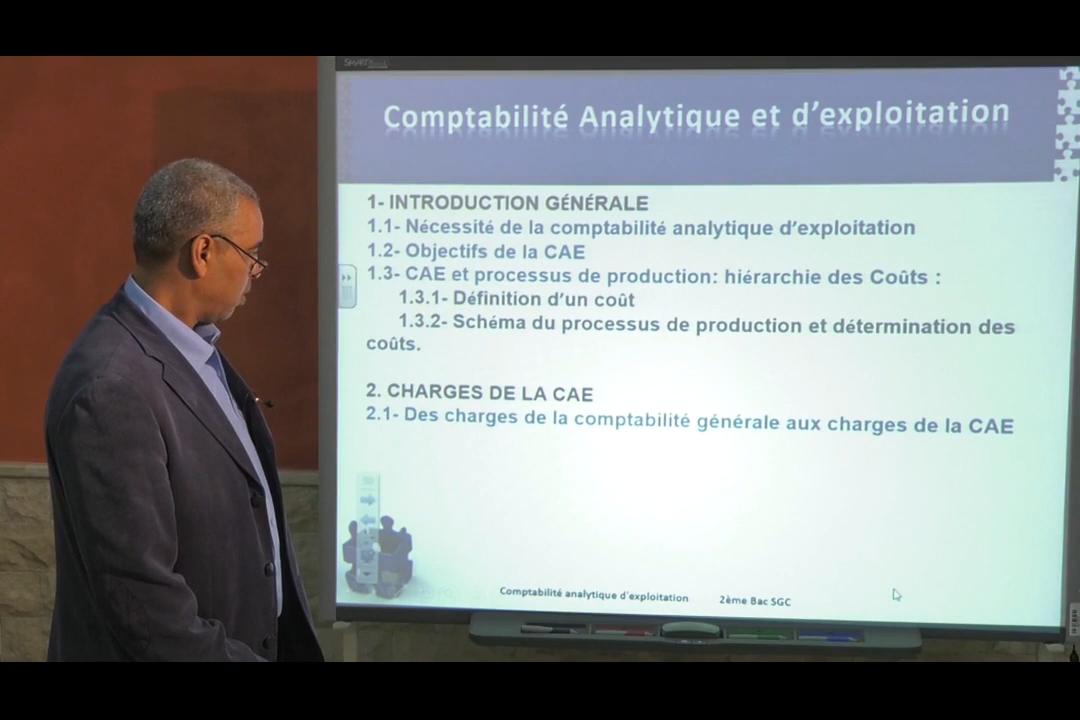 SMART Board
Comptabilité Analytique et d’exploitation
1- INTRODUCTION GÉNÉRALE
1.1- Nécessité de la comptabilité analytique d’exploitation
1.2- Objectifs de la CAE
1.3- CAE et processus de production: hiérarchie des Coûts :
1.3.1- Définition d’un coût
1.3.2- Schéma du processus de production et détermination des
coûts.
2. CHARGES DE LA CAE
2.1- Des charges de la comptabilité générale aux charges de la CAE
Comptabilité analytique d’exploitation 2ème Bac SGC